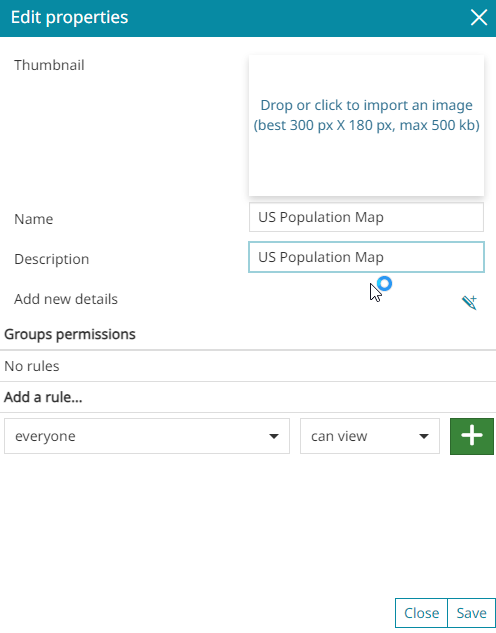 Edit properties
Thumbnail
Drop or click to import an image
(best 300 px X 180 px, max 500 kb)
Name
US Population Map
Description
US Population Map
Add new details
Groups permissions
No rules
Add a rule...
everyone
can view
Close
Save